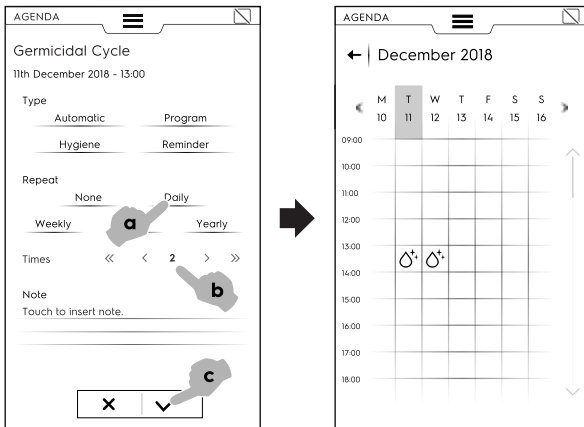 AGENDA
Germicidal Cycle
11th December 2018 - 13:00
Type
Automatic Program
Hygiene Reminder
Repeat
None Daily
Weekly Yearly
Times << < 2 > >>
Note
Touch to insert note.
a
b
c
AGENDA
December 2018
M T W T F S S
10 11 12 13 14 15 16
09:00
10:00
11:00
12:00
13:00
14:00
15:00
16:00
17:00
18:00